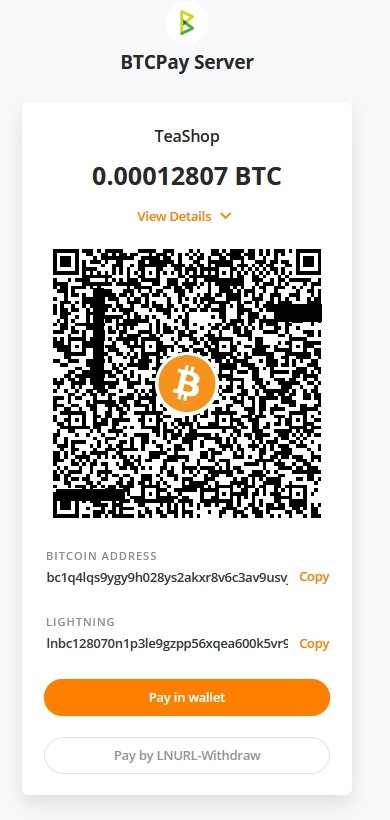 BTCPay Server
TeaShop
0.00012807 BTC
View Details
BITCOIN ADDRESS
bc1q4lqs9ygy9h028ys2akxr8v6c3av9usv
Copy
LIGHTNING
lnbc128070n1p3le9gzpp56xqea600k5vr9
Copy
Pay in wallet
Pay by LNURL-Withdraw